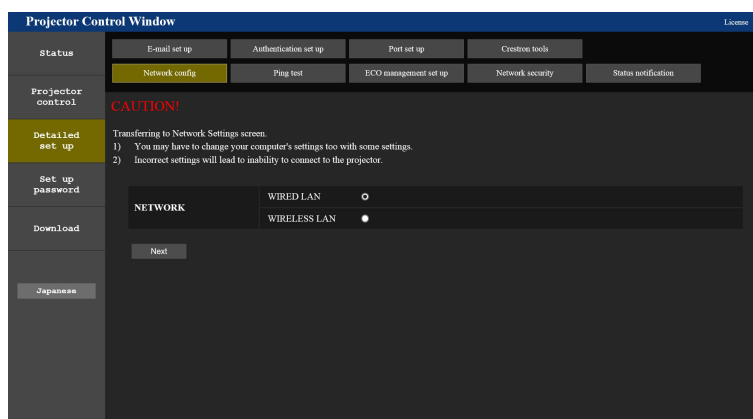 Projector Control Window
License
Status
Projector
control
Detailed
set up
Set up
password
Download
Japanese
E-mail set up
Authentication set up
Port set up
Crestron tools
Network config
Ping test
ECO management set up
Network security
Status notification
CAUTION!
Transferring to Network Settings screen.
1) You may have to change your computer's settings too with some settings.
2) Incorrect settings will lead to inability to connect to the projector.
NETWORK
WIRED LAN
WIRELESS LAN
Next